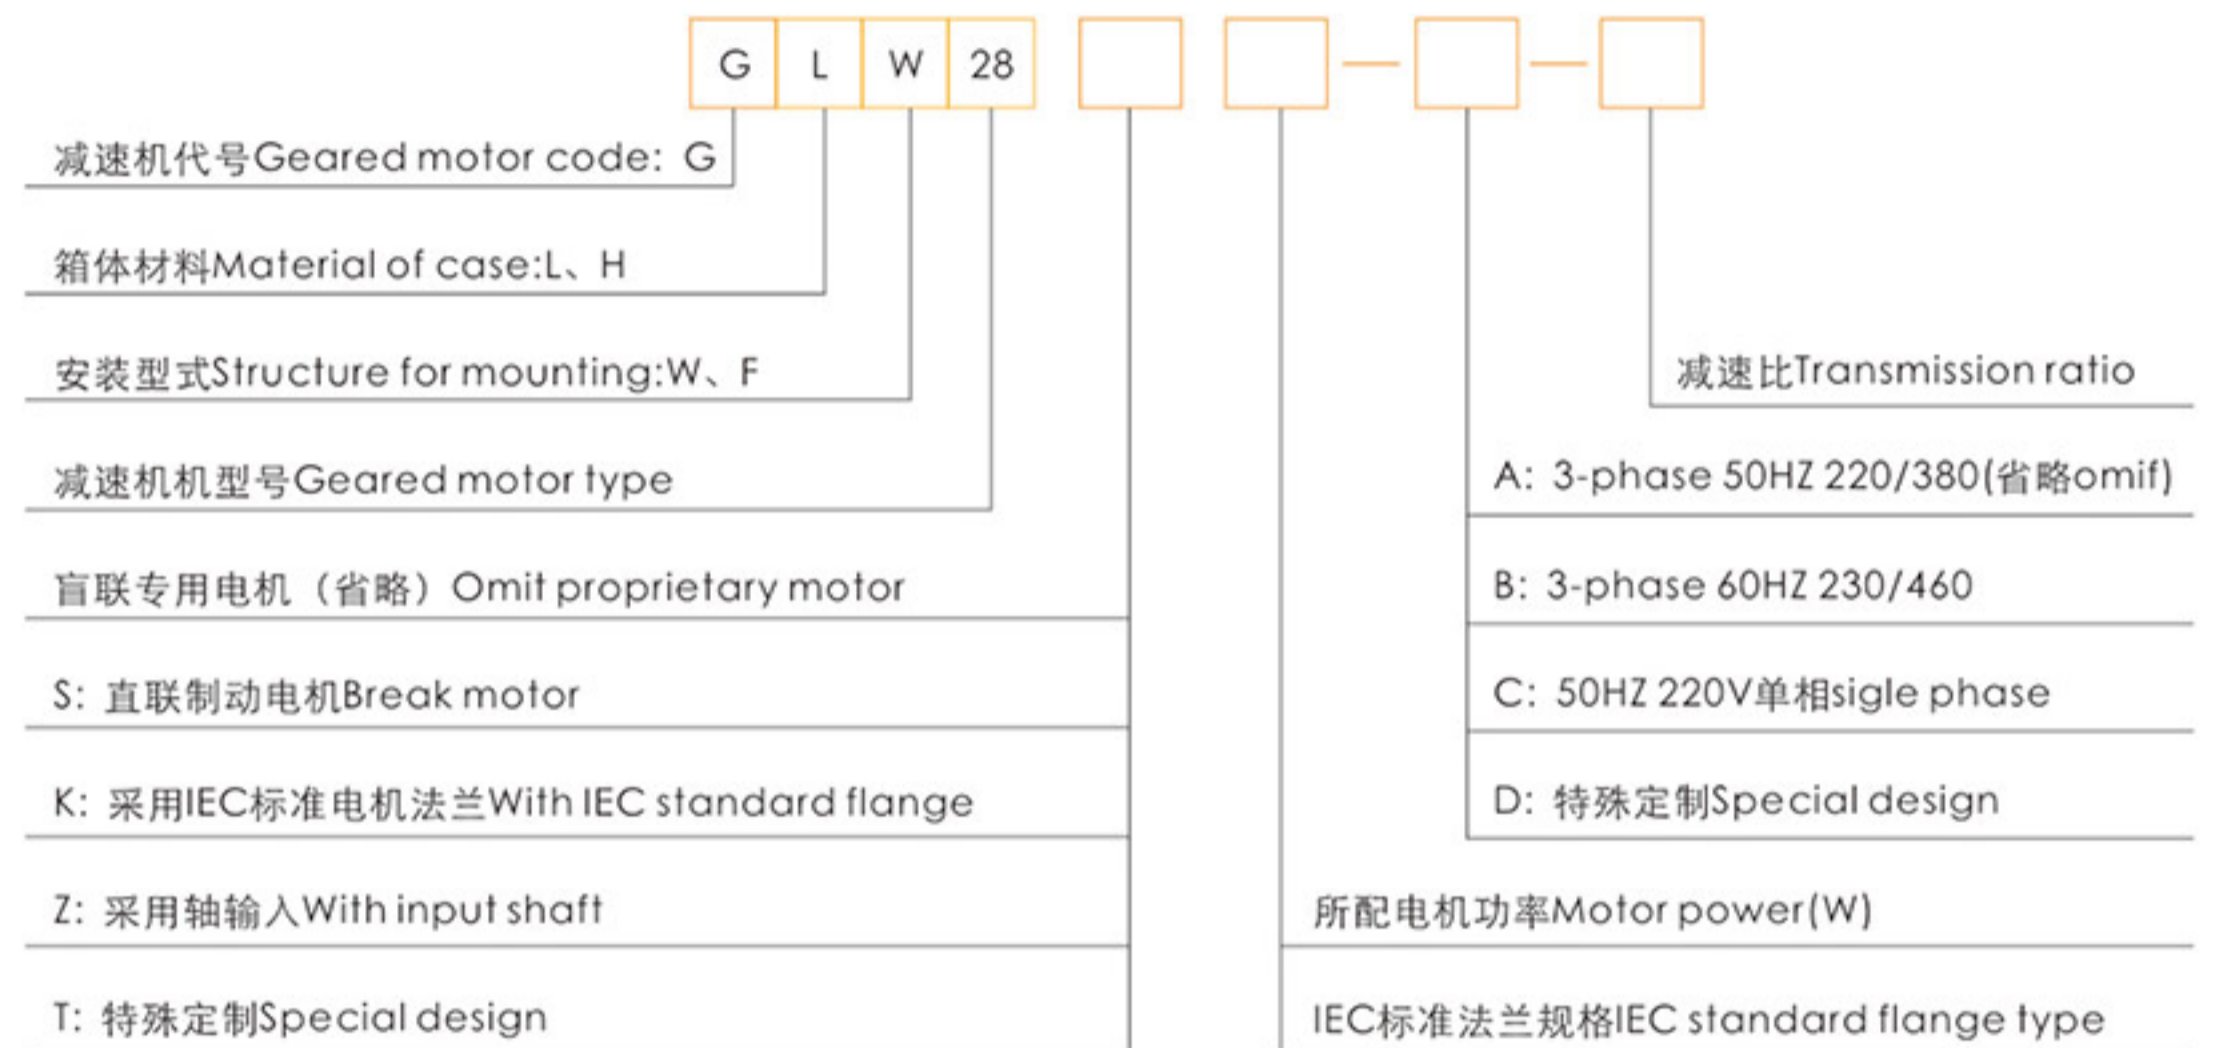 G L W 28
减速机代号Geared motor code: G
箱体材料Material of case:L、H
安装型式Structure for mounting:W、F
减速机机型号Geared motor type
盲联专用电机（省略）Omit proprietary motor
S: 直联制动电机Break motor
K: 采用IEC标准电机法兰With IEC standard flange
Z: 采用轴输入With input shaft
T: 特殊定制Special design
减速比Transmission ratio
A: 3-phase 50HZ 220/380(省略omif)
B: 3-phase 60HZ 230/460
C: 50HZ 220V单相sigle phase
D: 特殊定制Special design
所配电机功率Motor power(W)
IEC标准法兰规格IEC standard flange type